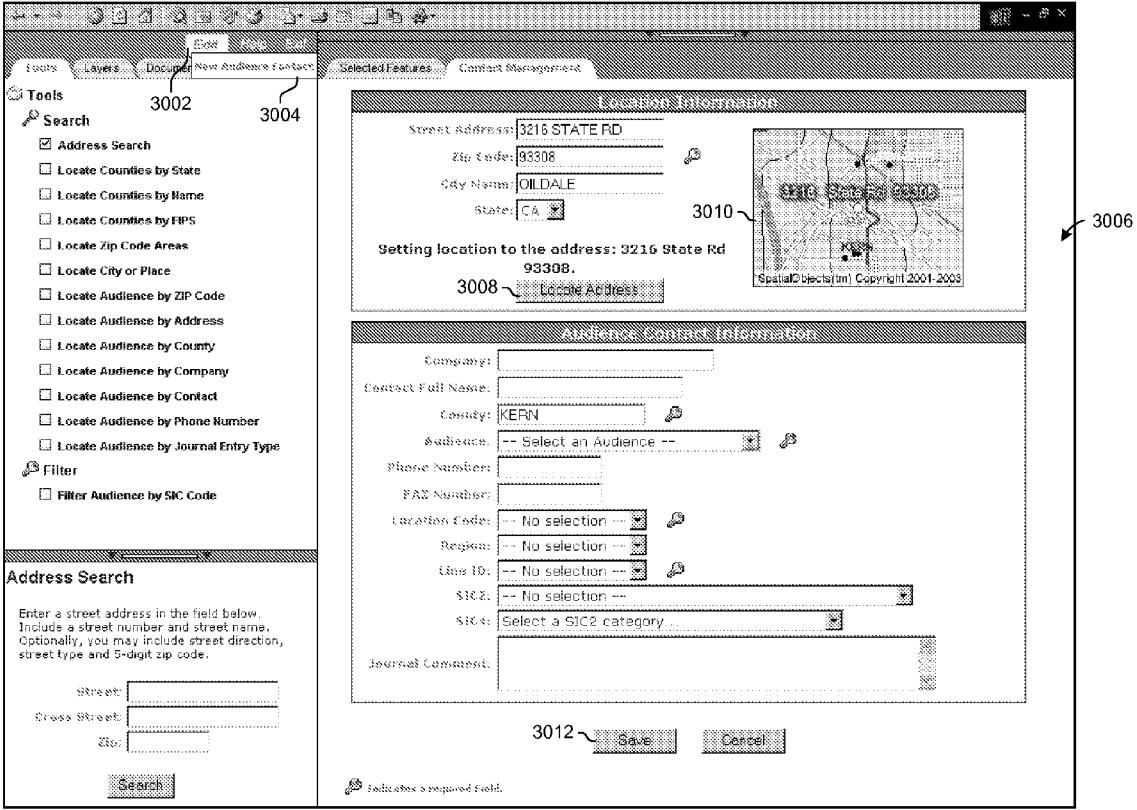 Edit Help Exit
Tools Layers Documen New Audience Contact
3002
3004
Tools
Search
Address Search
Locate Counties by State
Locate Counties by Name
Locate Counties by FIPS
Locate Zip Code Areas
Locate City or Place
Locate Audience by ZIP Code
Locate Audience by Address
Locate Audience by County
Locate Audience by Company
Locate Audience by Contact
Locate Audience by Phone Number
Locate Audience by Journal Entry Type
Filter
Filter Audience by SIC Code
Address Search
Enter a street address in the field below.
Include a street number and street name.
Optionally, you may include street direction,
street type and 5-digit zip code.
Street:
Cross Street:
Zip:
Search
Selected Features Contact Management
Location Information
Street Address: 3216 STATE RD
Zip Code: 93308
City Name: OILDALE
State: CA
Setting location to the address: 3216 State Rd
93308.
3008
Locate Address
3010
3216 State Rd 93308
KERN
SpatialObjects(tm) Copyright 2001-2003
3006
Audience Contact Information
Company:
Contact Full Name:
County: KERN
Audience: -- Select an Audience --
Phone Number:
FAX Number:
Location Code: -- No selection --
Region: -- No selection --
Line ID: -- No selection --
SIC2: -- No selection --
SIC4: Select a SIC2 category...
Journal Comment:
3012
Save Cancel
Indicates a required field.